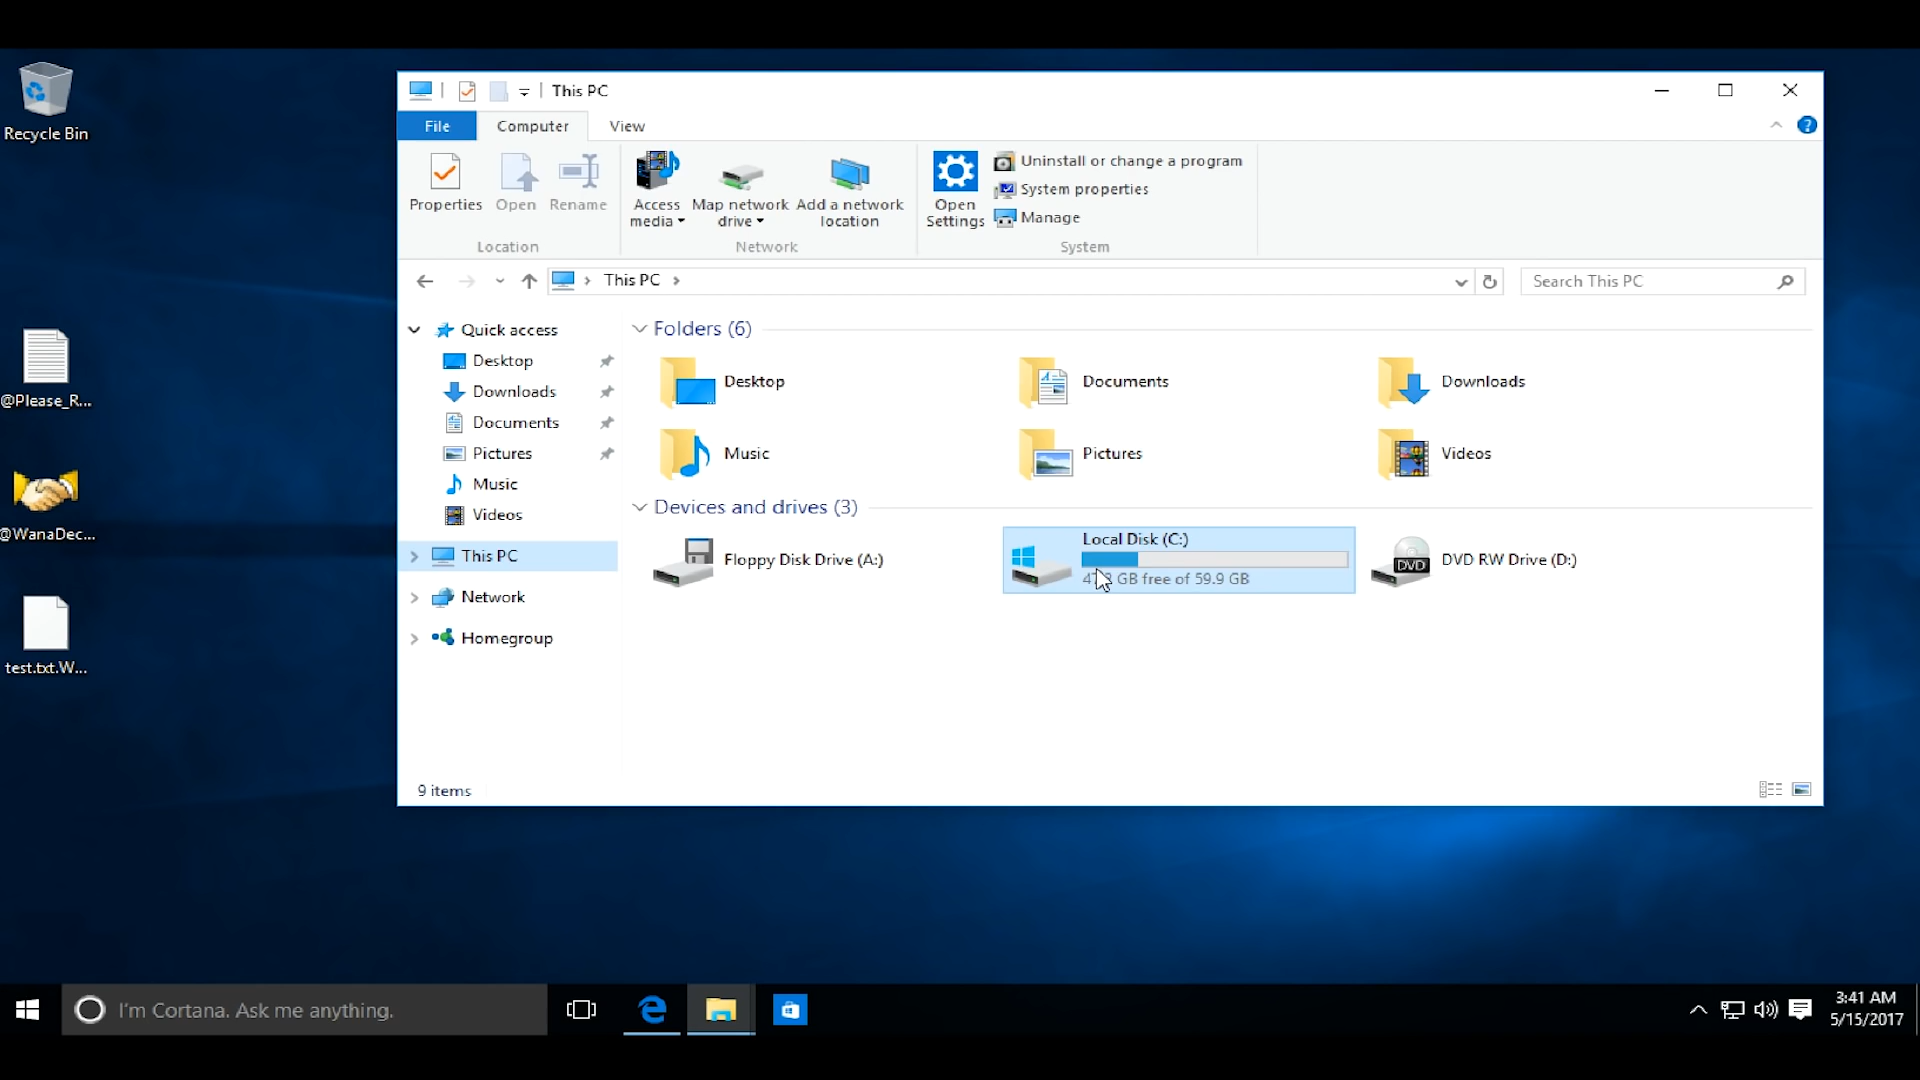 Recycle Bin
@Please_R...
@WanaDec...
test.txt.W...
This PC
File
Computer
View
Properties
Open
Rename
Location
Access
media
Map network
drive
Add a network
location
Network
Open
Settings
Uninstall or change a program
System properties
Manage
System
This PC
Search This PC
Quick access
Desktop
Downloads
Documents
Pictures
Music
Videos
This PC
Network
Homegroup
Folders (6)
Desktop
Documents
Downloads
Music
Pictures
Videos
Devices and drives (3)
Floppy Disk Drive (A:)
Local Disk (C:)
GB free of 59.9 GB
DVD
DVD RW Drive (D:)
9 items
I'm Cortana. Ask me anything.
3:41 AM
5/15/2017